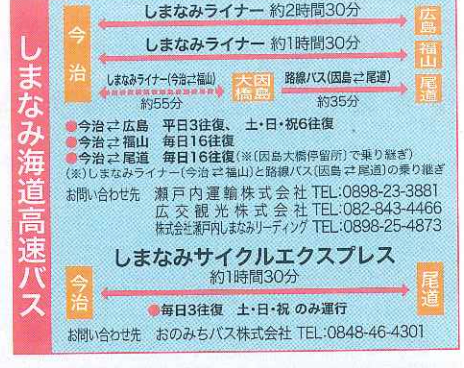 しまなみ海道高速バス
しまなみライナー 約2時間30分
今治
広島
しまなみライナー 約1時間30分
福山
しまなみライナー(今治⇄福山)
因島大橋
路線バス(因島⇄尾道)
尾道
約55分
約35分
●今治⇄広島 平日3往復、土・日・祝6往復
●今治⇄福山 毎日16往復
●今治⇄尾道 毎日16往復(※(因島大橋停留所)で乗り継ぎ)
(※)しまなみライナー(今治⇄福山)と路線バス(因島⇄尾道)の乗り継ぎ
お問い合わせ先 瀬戸内運輸株式会社 TEL:0898-23-3881
広交観光株式会社 TEL:082-843-4466
株式会社瀬戸内しまなみリーディング TEL:0898-25-4873
しまなみサイクルエクスプレス
今治
約1時間30分
尾道
●毎日3往復 土・日・祝 のみ運行
お問い合わせ先 おのみちバス株式会社 TEL:0848-46-4301